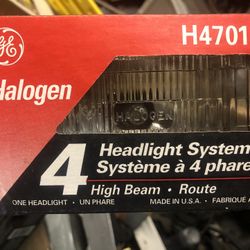 GE
H4701
Halogen
HALOGEN
4 Headlight System
Système à 4 phare
High Beam • Route
ONE HEADLIGHT • UN PHARE MADE IN U.S.A. • FABRIQUÉ A